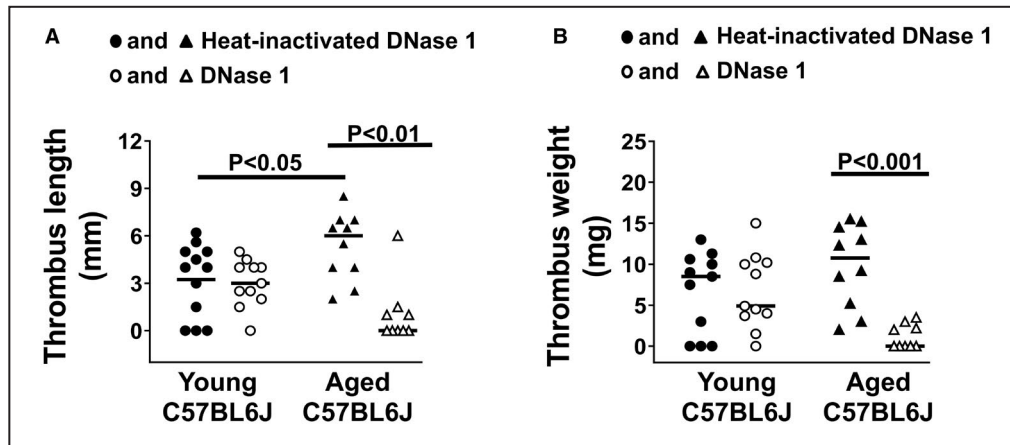 A ● and ▲ Heat-inactivated DNase 1
○ and △ DNase 1
Thrombus length
(mm)
12
9
6
3
0
P<0.05
P<0.01
Young
C57BL6J
Aged
C57BL6J
B ● and ▲ Heat-inactivated DNase 1
○ and △ DNase 1
Thrombus weight
(mg)
25
20
15
10
5
0
P<0.001
Young
C57BL6J
Aged
C57BL6J